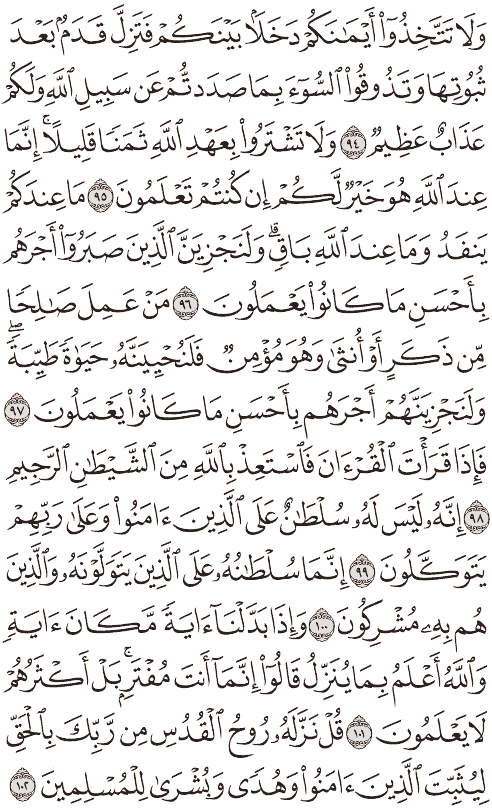 وَلَا تَتَّخِذُوٓاْ أَيْمَٰنَكُمْ دَخَلَۢا بَيْنَكُمْ فَتَزِلَّ قَدَمُۢ بَعْدَ
ثُبُوتِهَا وَتَذُوقُواْ ٱلسُّوٓءَ بِمَا صَدَدتُّمْ عَن سَبِيلِ ٱللَّهِ وَلَكُمْ
عَذَابٌ عَظِيمٌ ٩٤ وَلَا تَشْتَرُواْ بِعَهْدِ ٱللَّهِ ثَمَنًا قَلِيلًا ۚ إِنَّمَا
عِندَ ٱللَّهِ هُوَ خَيْرٌ لَّكُمْ إِن كُنتُمْ تَعْلَمُونَ ٩٥ مَا عِندَكُمْ
يَنفَدُ وَمَا عِندَ ٱللَّهِ بَاقٍ ۗ وَلَنَجْزِيَنَّ ٱلَّذِينَ صَبَرُوٓاْ أَجْرَهُم
بِأَحْسَنِ مَا كَانُواْ يَعْمَلُونَ ٩٦ مَنْ عَمِلَ صَٰلِحًا
مِّن ذَكَرٍ أَوْ أُنثَىٰ وَهُوَ مُؤْمِنٌ فَلَنُحْيِيَنَّهُۥ حَيَوٰةً طَيِّبَةً ۖ
وَلَنَجْزِيَنَّهُمْ أَجْرَهُم بِأَحْسَنِ مَا كَانُواْ يَعْمَلُونَ ٩٧
فَإِذَا قَرَأْتَ ٱلْقُرْءَانَ فَٱسْتَعِذْ بِٱللَّهِ مِنَ ٱلشَّيْطَٰنِ ٱلرَّجِيمِ
٩٨ إِنَّهُۥ لَيْسَ لَهُۥ سُلْطَٰنٌ عَلَى ٱلَّذِينَ ءَامَنُواْ وَعَلَىٰ رَبِّهِمْ
يَتَوَكَّلُونَ ٩٩ إِنَّمَا سُلْطَٰنُهُۥ عَلَى ٱلَّذِينَ يَتَوَلَّوْنَهُۥ وَٱلَّذِينَ
هُم بِهِۦ مُشْرِكُونَ ١٠٠ وَإِذَا بَدَّلْنَآ ءَايَةً مَّكَانَ ءَايَةٍ
وَٱللَّهُ أَعْلَمُ بِمَا يُنَزِّلُ قَالُوٓاْ إِنَّمَآ أَنتَ مُفْتَرٍۭ ۚ بَلْ أَكْثَرُهُمْ
لَا يَعْلَمُونَ ١٠١ قُلْ نَزَّلَهُۥ رُوحُ ٱلْقُدُسِ مِن رَّبِّكَ بِٱلْحَقِّ
لِيُثَبِّتَ ٱلَّذِينَ ءَامَنُواْ وَهُدًى وَبُشْرَىٰ لِلْمُسْلِمِينَ ١٠٢